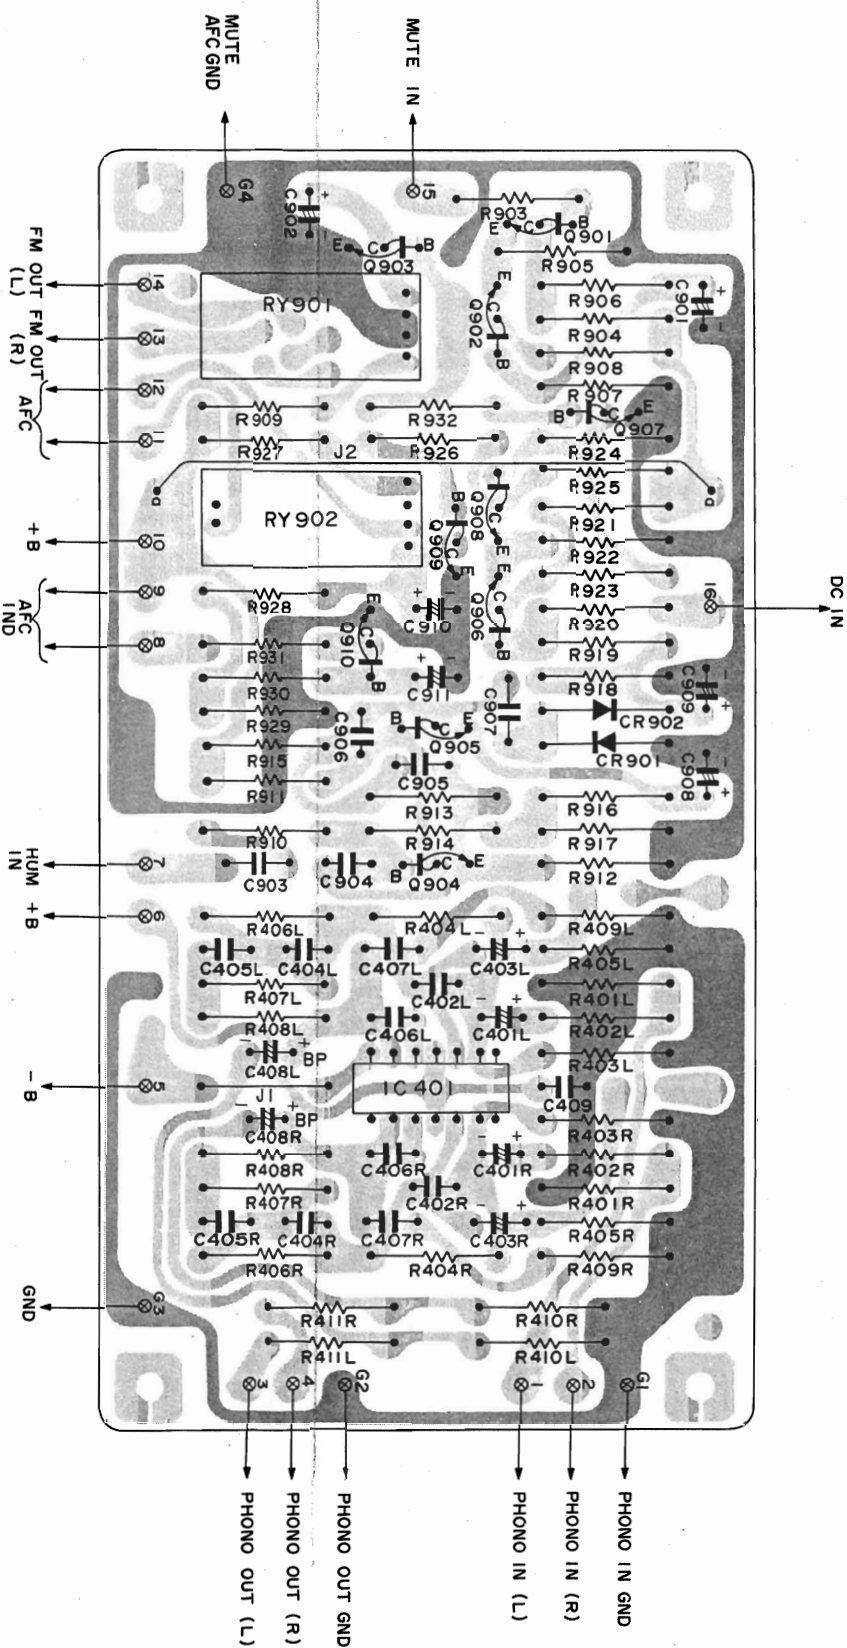 MUTE
AFC GND
MUTE IN
G4
C902
+
-
15
R903
E
C
B
Q901
E
C
B
Q903
R905
FM OUT
(L)
14
RY901
E
C
B
Q902
R906
C901
+
-
FM OUT
(R)
13
R904
R908
12
AFC
R907
R909
R932
B
C
E
Q907
11
R927
J2
R926
R924
a
R925
a
RY902
B
C
E
Q909
Q908
C
E
R921
+B
10
R922
R923
AFC
IND
9
R928
E
C
B
Q910
+
-
C910
E
C
B
Q906
R920
16
DC IN
8
R931
R919
R930
+
-
C911
C907
R918
C909
-
+
R929
C906
B
C
E
Q905
CR902
R915
CR901
C905
C908
-
+
R911
R913
R916
R910
R914
R917
HUM
IN
7
C903
C904
B
C
E
Q904
R912
+B
6
R406L
R404L
R409L
C405L
C404L
C407L
-
+
C403L
R405L
R407L
C402L
R401L
R408L
C406L
-
+
C401L
R402L
-
+
BP
C408L
R403L
-B
5
J1
IC401
C409
-
+
BP
C408R
R403R
R408R
C406R
-
+
C401R
R402R
R407R
C402R
R401R
C405R
C404R
C407R
-
+
C403R
R405R
R406R
R404R
R409R
GND
G3
R411R
R410R
R411L
R410L
3
4
G2
1
2
G1
PHONO OUT (L)
PHONO OUT (R)
PHONO OUT GND
PHONO IN (L)
PHONO IN (R)
PHONO IN GND